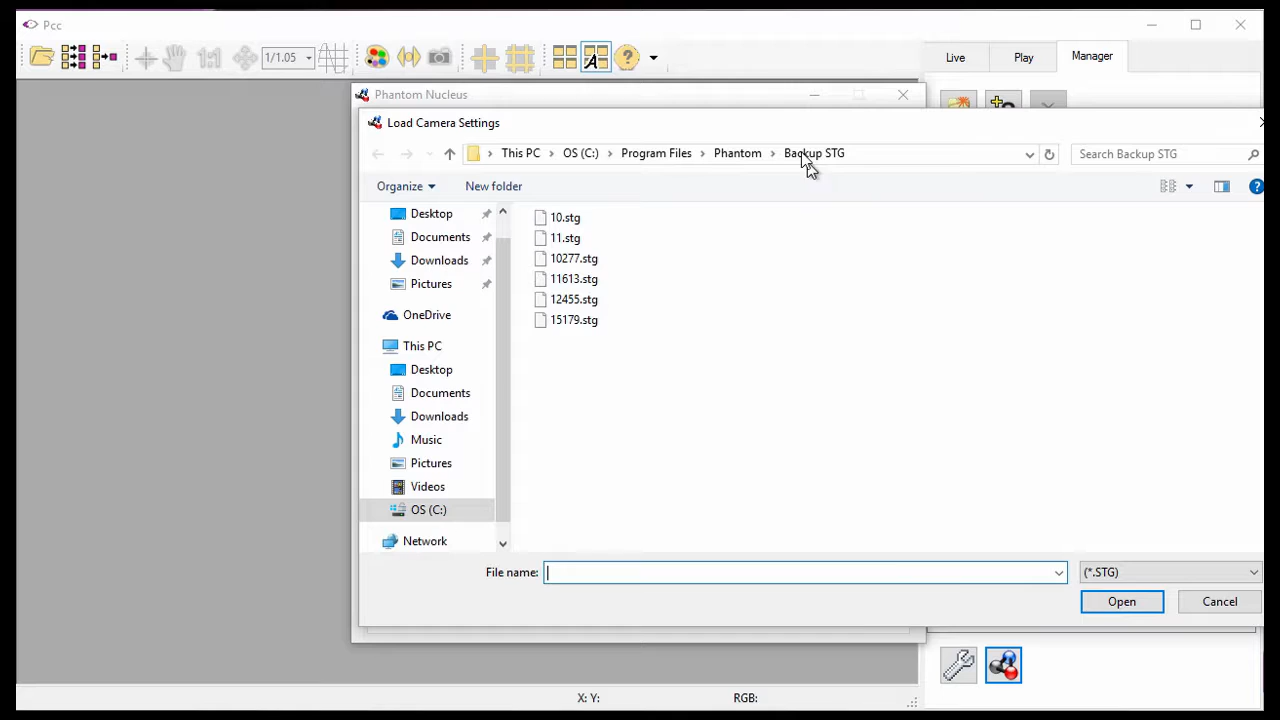 Pcc
1:1 1/1.05 A ?
Live Play Manager
Phantom Nucleus
Load Camera Settings
This PC > OS (C:) > Program Files > Phantom > Backup STG
Search Backup STG
Organize New folder
Desktop
Documents
Downloads
Pictures
OneDrive
This PC
Desktop
Documents
Downloads
Music
Pictures
Videos
OS (C:)
Network
10.stg
11.stg
10277.stg
11613.stg
12455.stg
15179.stg
File name:
(*.STG)
Open Cancel
X: Y: RGB: